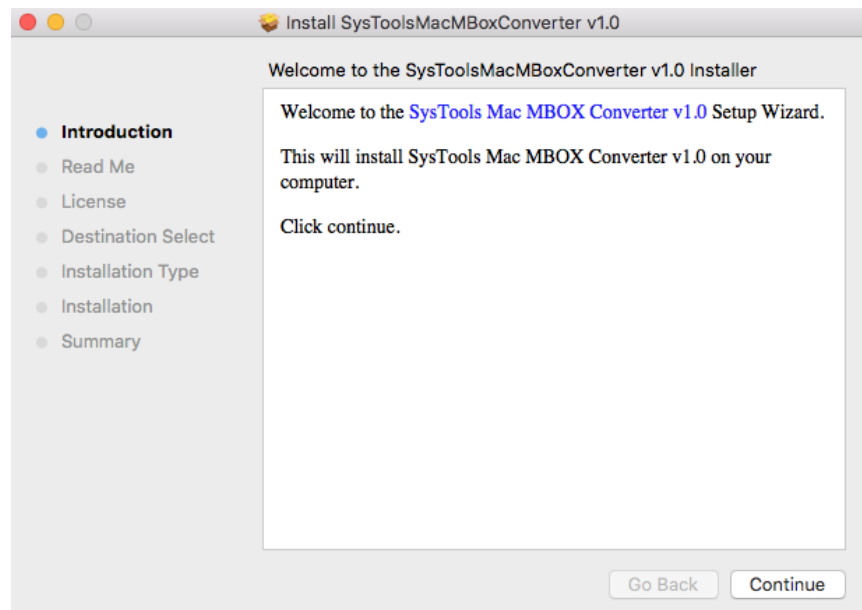 Install SysToolsMacMBoxConverter v1.0
Welcome to the SysToolsMacMBoxConverter v1.0 Installer
Introduction
Read Me
License
Destination Select
Installation Type
Installation
Summary
Welcome to the SysTools Mac MBOX Converter v1.0 Setup Wizard.
This will install SysTools Mac MBOX Converter v1.0 on your
computer.
Click continue.
Go Back
Continue